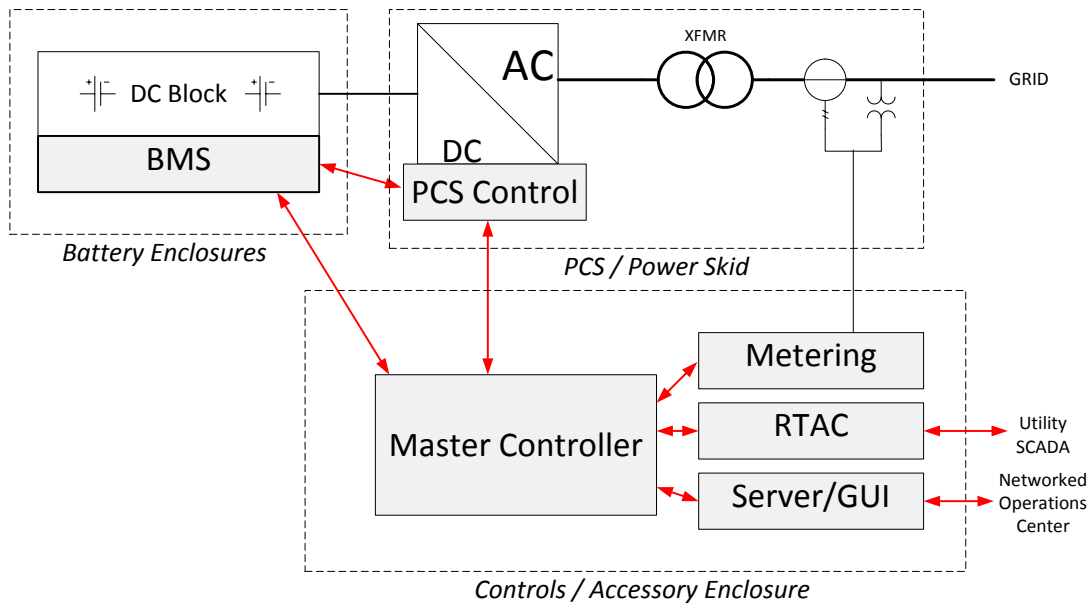 XFMR
AC
DC Block
GRID
DC
BMS
PCS Control
Battery Enclosures
PCS / Power Skid
Metering
Master Controller
RTAC
Utility
SCADA
Server/GUI
Networked
Operations
Center
Controls / Accessory Enclosure